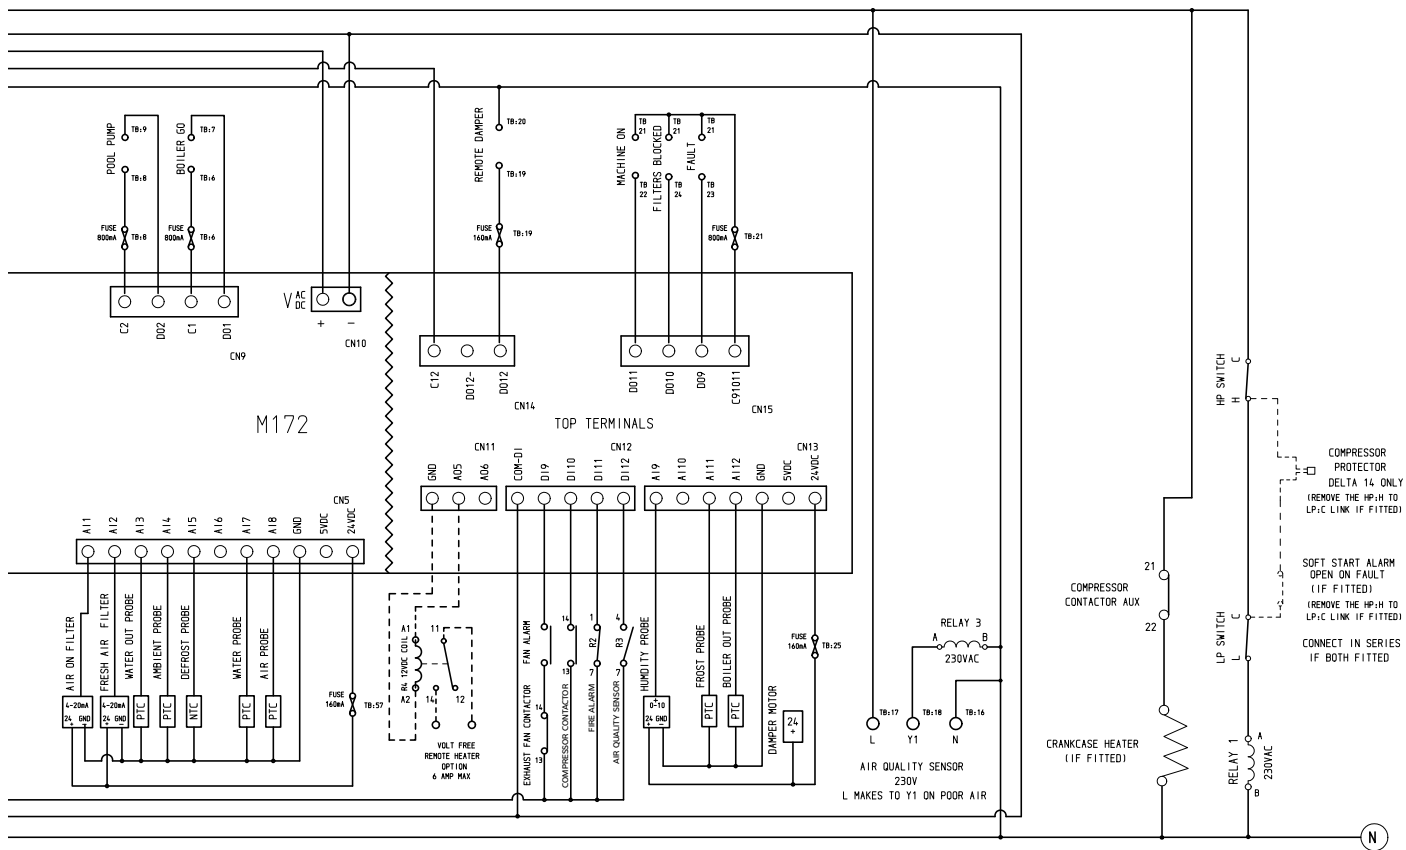 POOL PUMP
TB:9
TB:8
FUSE
800mA
TB:8
BOILER GO
TB:7
TB:6
FUSE
800mA
TB:6
REMOTE DAMPER
TB:20
TB:19
FUSE
160mA
TB:19
MACHINE ON
TB
21
TB
22
FILTERS BLOCKED
TB
21
TB
24
FAULT
TB
21
TB
23
FUSE
800mA
TB:21
C2
DO2
C1
DO1
CN9
V AC
DC
+
-
CN10
C12
DO12-
DO12
CN14
DO11
DO10
DO9
C91011
CN15
M172
TOP TERMINALS
CN11
GND
AO5
AO6
CN12
COM-DI
DI9
DI10
DI11
DI12
CN13
AI9
AI10
AI11
AI12
GND
5VDC
24VDC
CN5
AI1
AI2
AI3
AI4
AI5
AI6
AI7
AI8
GND
5VDC
24VDC
AIR ON FILTER
4-20mA
24 GND
+ -
FRESH AIR FILTER
4-20mA
24 GND
+ -
WATER OUT PROBE
PTC
AMBIENT PROBE
PTC
DEFROST PROBE
NTC
WATER PROBE
PTC
AIR PROBE
PTC
FUSE
160mA
TB:57
A1
R4 12VDC COIL
A2
11
14
12
VOLT FREE
REMOTE HEATER
OPTION
6 AMP MAX
FAN ALARM
EXHAUST FAN CONTACTOR
14
13
COMPRESSOR CONTACTOR
14
13
FIRE ALARM
1
R2
7
AIR QUALITY SENSOR
4
R3
7
HUMIDITY PROBE
+
0-10
24 GND
+ -
FROST PROBE
PTC
BOILER OUT PROBE
PTC
DAMPER MOTOR
24
+
FUSE
160mA
TB:25
RELAY 3
A
B
230VAC
TB:17
TB:18
TB:16
L
Y1
N
AIR QUALITY SENSOR
230V
L MAKES TO Y1 ON POOR AIR
COMPRESSOR
CONTACTOR AUX
21
22
CRANKCASE HEATER
(IF FITTED)
HP SWITCH
C
H
LP SWITCH
C
L
RELAY 1
A
230VAC
B
COMPRESSOR
PROTECTOR
DELTA 14 ONLY
(REMOVE THE HP:H TO
LP:C LINK IF FITTED)
SOFT START ALARM
OPEN ON FAULT
(IF FITTED)
(REMOVE THE HP:H TO
LP:C LINK IF FITTED)
CONNECT IN SERIES
IF BOTH FITTED
N